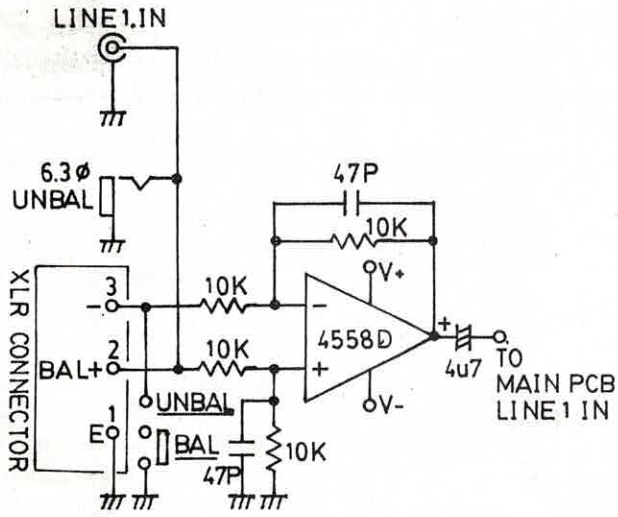 LINE1.IN
6.3ø
UNBAL
47P
10K
XLR CONNECTOR
3
-
10K
-
V+
4558D
+
4u7
TO
MAIN PCB
LINE1 IN
2
BAL+
10K
+
V-
UNBAL
1
E
BAL
47P
10K